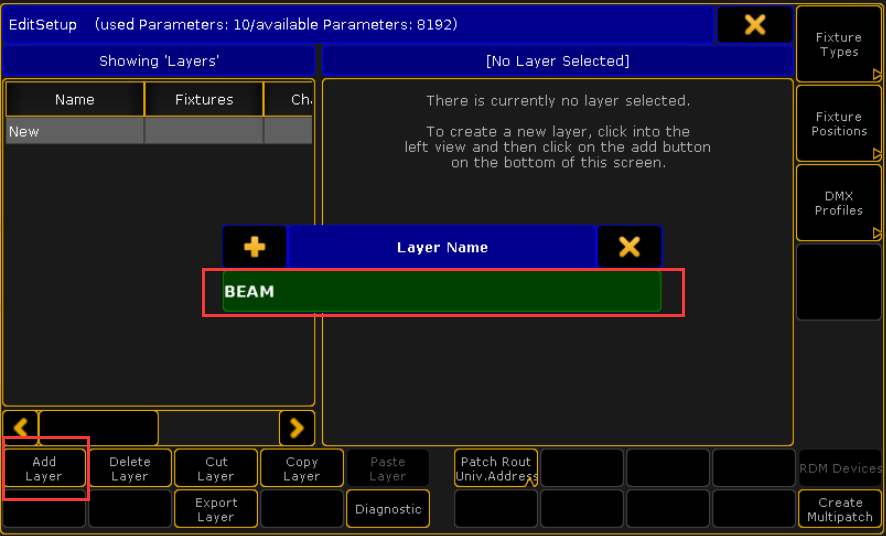 EditSetup (used Parameters: 10/available Parameters: 8192)
Showing 'Layers'
[No Layer Selected]
Name Fixtures Ch.
New
There is currently no layer selected.
To create a new layer, click into the
left view and then click on the add button
on the bottom of this screen.
Layer Name
BEAM
Fixture
Types
Fixture
Positions
DMX
Profiles
Add
Layer
Delete
Layer
Cut
Layer
Copy
Layer
Paste
Layer
Patch Rout
Univ.Address
RDM Devices
Export
Layer
Diagnostic
Create
Multipatch